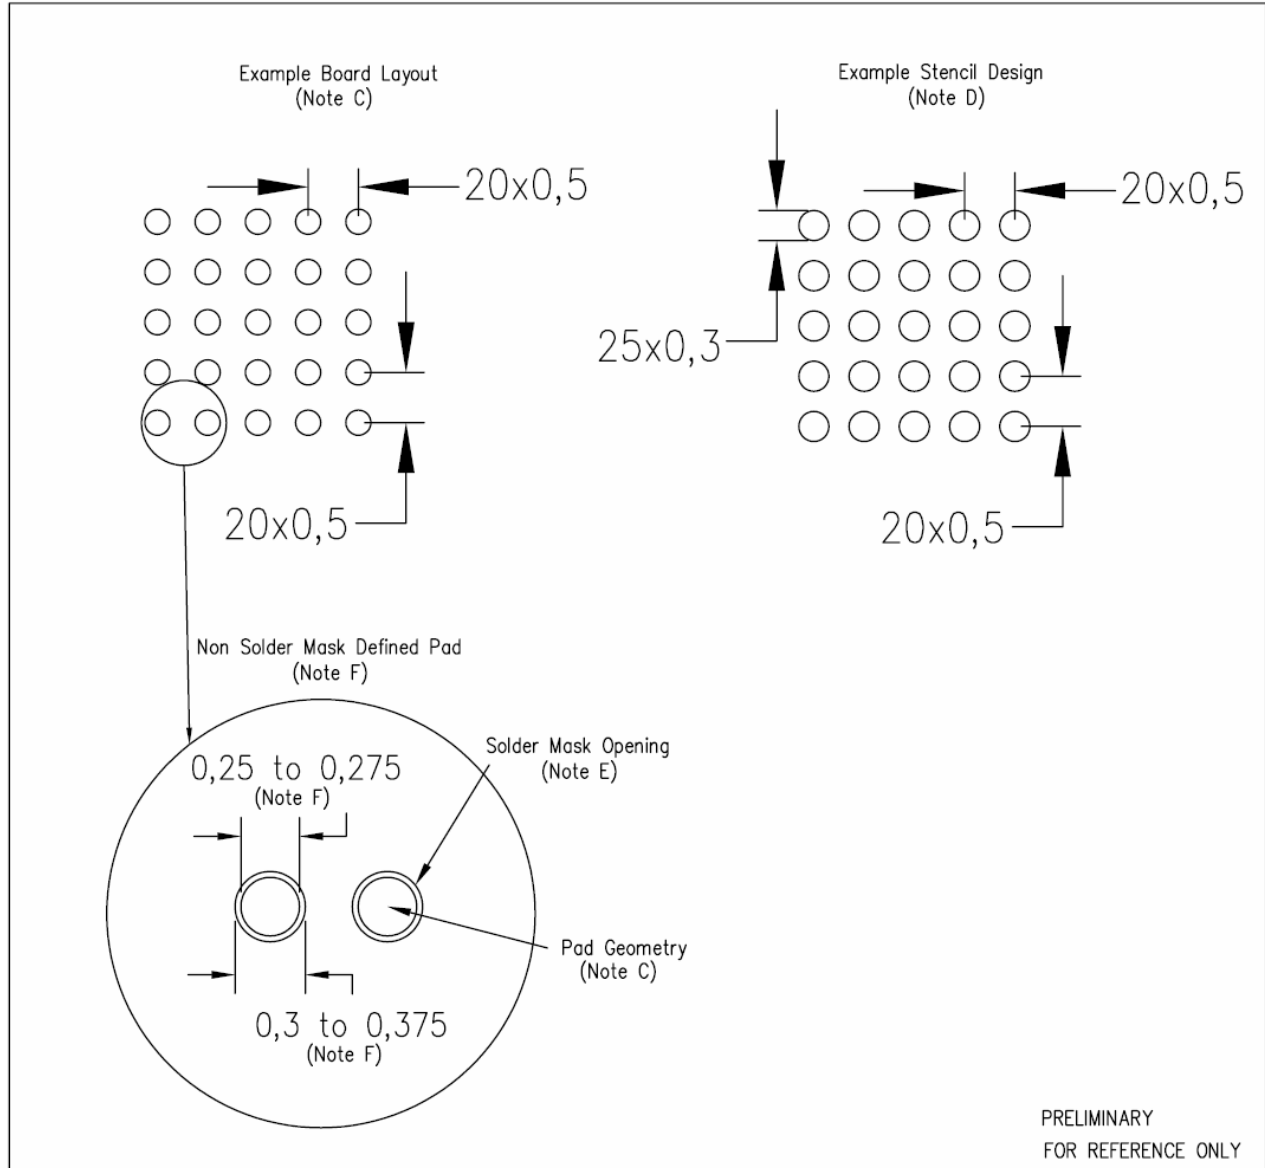 Example Board Layout
(Note C)
20x0,5
20x0,5
Example Stencil Design
(Note D)
20x0,5
25x0,3
20x0,5
Non Solder Mask Defined Pad
(Note F)
0,25 to 0,275
(Note F)
Solder Mask Opening
(Note E)
Pad Geometry
(Note C)
0,3 to 0,375
(Note F)
PRELIMINARY
FOR REFERENCE ONLY